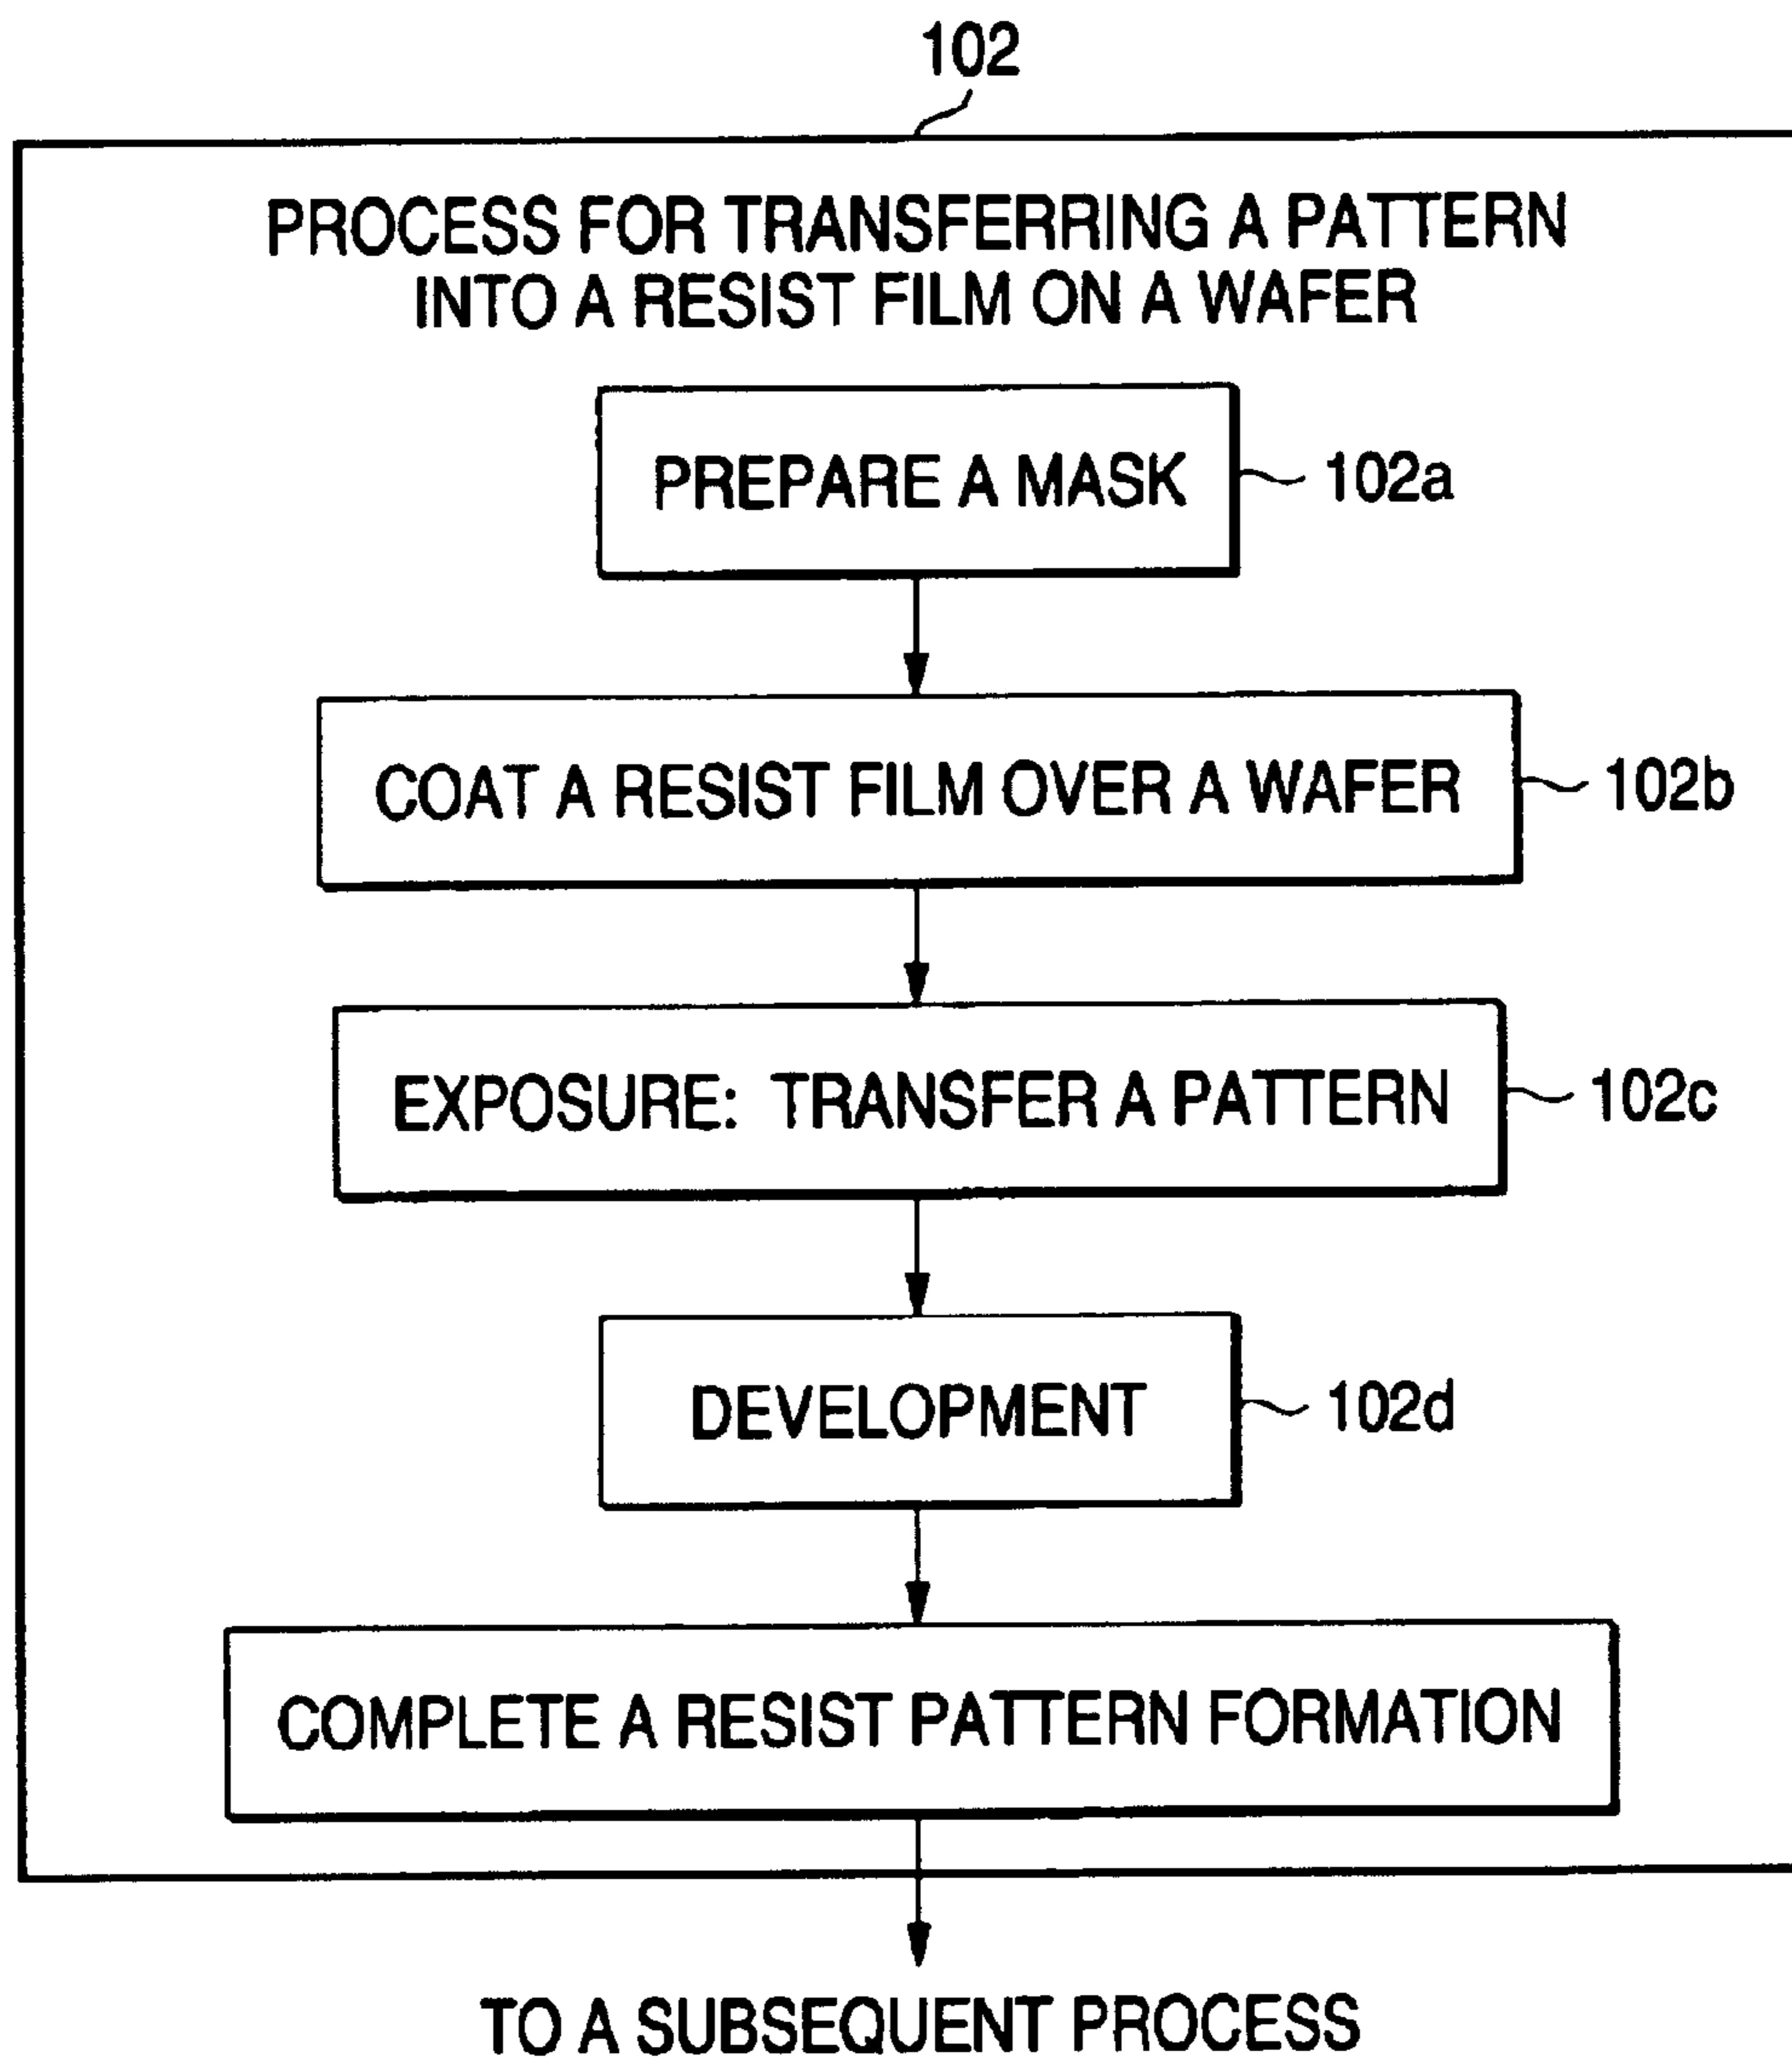 102
PROCESS FOR TRANSFERRING A PATTERN
INTO A RESIST FILM ON A WAFER
PREPARE A MASK
102a
COAT A RESIST FILM OVER A WAFER
102b
EXPOSURE: TRANSFER A PATTERN
102c
DEVELOPMENT
102d
COMPLETE A RESIST PATTERN FORMATION
TO A SUBSEQUENT PROCESS